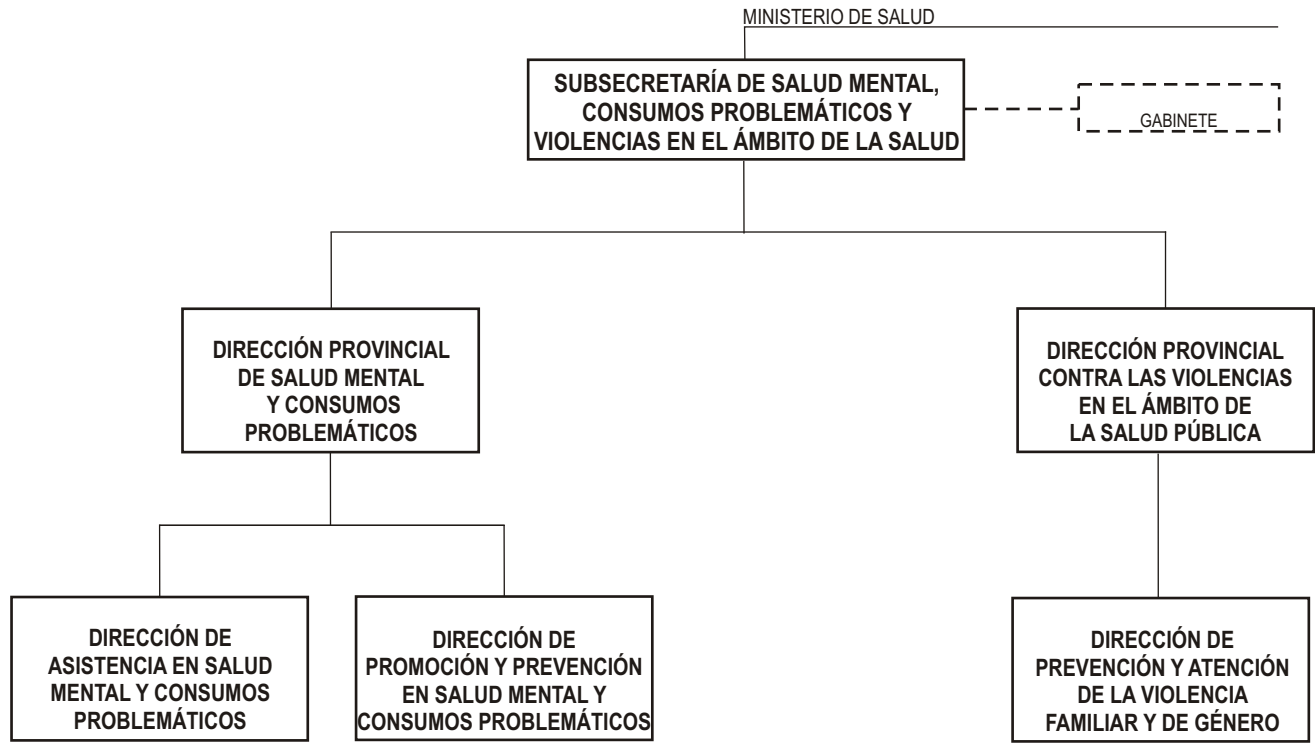 MINISTERIO DE SALUD
SUBSECRETARÍA DE SALUD MENTAL,
CONSUMOS PROBLEMÁTICOS Y
VIOLENCIAS EN EL ÁMBITO DE LA SALUD
GABINETE
DIRECCIÓN PROVINCIAL
DE SALUD MENTAL
Y CONSUMOS
PROBLEMÁTICOS
DIRECCIÓN PROVINCIAL
CONTRA LAS VIOLENCIAS
EN EL ÁMBITO DE
LA SALUD PÚBLICA
DIRECCIÓN DE
ASISTENCIA EN SALUD
MENTAL Y CONSUMOS
PROBLEMÁTICOS
DIRECCIÓN DE
PROMOCIÓN Y PREVENCIÓN
EN SALUD MENTAL Y
CONSUMOS PROBLEMÁTICOS
DIRECCIÓN DE
PREVENCIÓN Y ATENCIÓN
DE LA VIOLENCIA
FAMILIAR Y DE GÉNERO